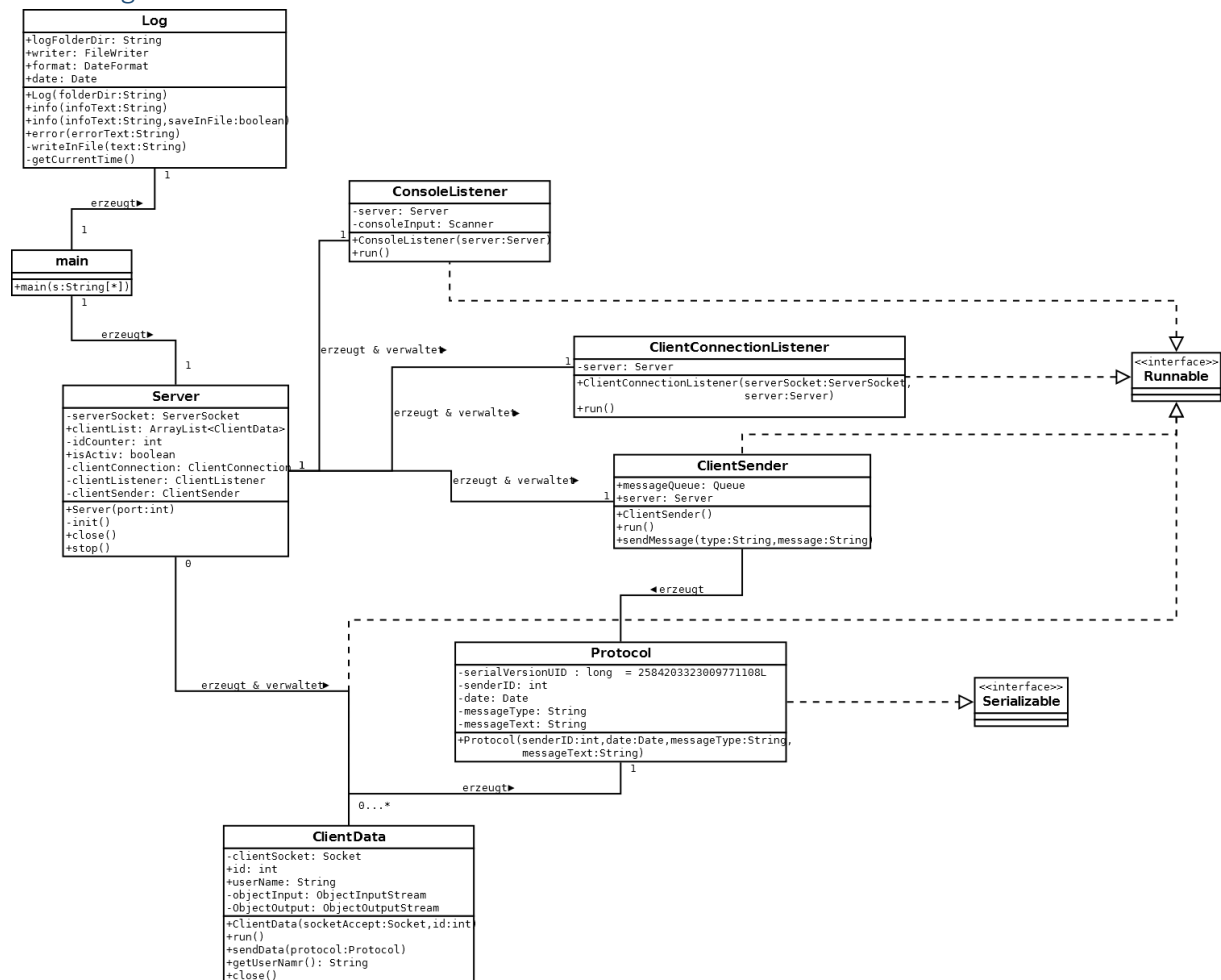 Log
+logFolderDir: String
+writer: FileWriter
+format: DateFormat
+date: Date
+Log(folderDir:String)
+info(infoText:String)
+info(infoText:String,saveInFile:boolean)
+error(errorText:String)
-writeInFile(text:String)
-getCurrentTime()
1
erzeugt►
1
main
+main(s:String[*])
1
erzeugt►
1
ConsoleListener
-server: Server
-consoleInput: Scanner
+ConsoleListener(server:Server)
+run()
1
erzeugt & verwaltet►
ClientConnectionListener
-server: Server
+ClientConnectionListener(serverSocket:ServerSocket,
server:Server)
+run()
1
erzeugt & verwaltet►
<<interface>>
Runnable
Server
-serverSocket: ServerSocket
+clientList: ArrayList<ClientData>
-idCounter: int
+isActiv: boolean
-clientConnection: ClientConnection
-clientListener: ClientListener
-clientSender: ClientSender
+Server(port:int)
-init()
+close()
+stop()
1
erzeugt & verwaltet►
1
ClientSender
+messageQueue: Queue
+server: Server
+ClientSender()
+run()
+sendMessage(type:String,message:String)
0
◄erzeugt
erzeugt & verwaltet►
Protocol
-serialVersionUID : long  = 2584203323009771108L
-senderID: int
-date: Date
-messageType: String
-messageText: String
+Protocol(senderID:int,date:Date,messageType:String,
messageText:String)
<<interface>>
Serializable
1
erzeugt►
0...*
ClientData
-clientSocket: Socket
+id: int
+userName: String
-objectInput: ObjectInputStream
-ObjectOutput: ObjectOutputStream
+ClientData(socketAccept:Socket,id:int)
+run()
+sendData(protocol:Protocol)
+getUserNamr(): String
+close()